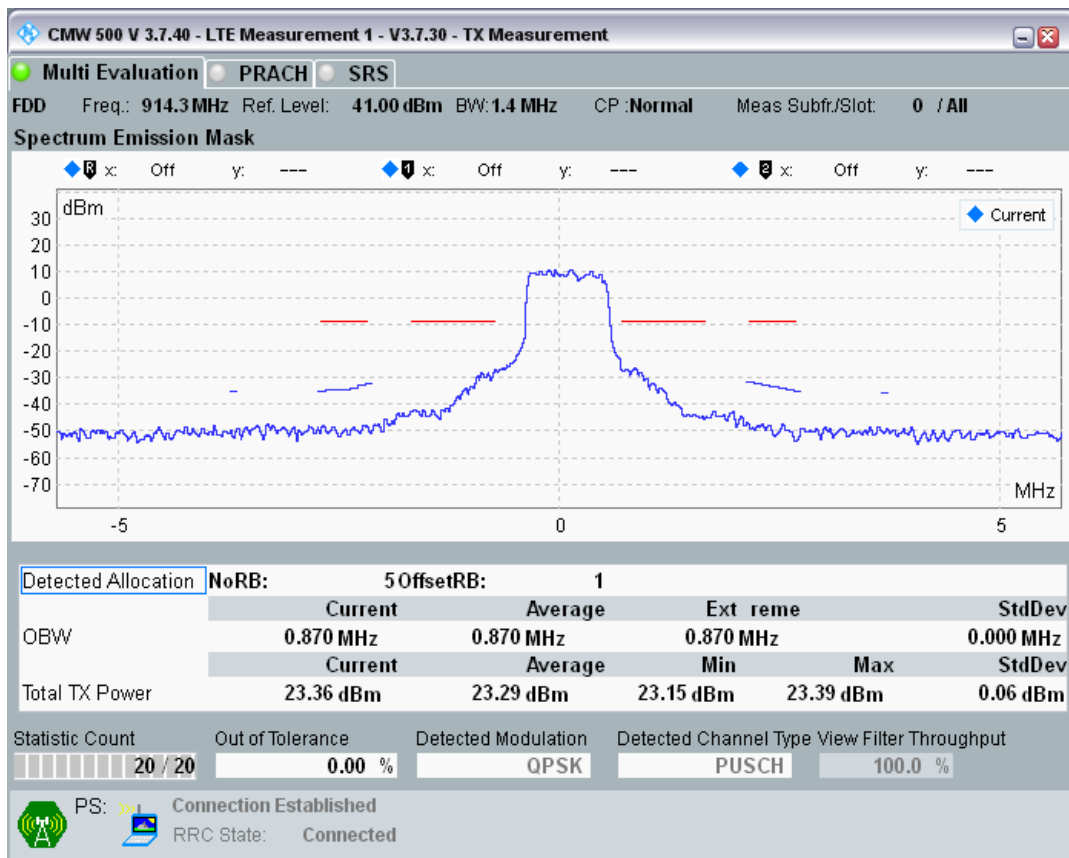 CMW 500 V 3.7.40 - LTE Measurement 1 - V3.7.30 - TX Measurement
Multi Evaluation PRACH SRS
FDD Freq.: 914.3 MHz Ref. Level: 41.00 dBm BW: 1.4 MHz CP :Normal Meas Subfr./Slot: 0 / All
Spectrum Emission Mask
R x: Off y: --- 1 x: Off y: --- 2 x: Off y: ---
dBm
Current
30
20
10
0
-10
-20
-30
-40
-50
-60
-70
MHz
-5 0 5
Detected Allocation NoRB: 5 OffsetRB: 1
Current Average Ext reme StdDev
OBW 0.870 MHz 0.870 MHz 0.870 MHz 0.000 MHz
Current Average Min Max StdDev
Total TX Power 23.36 dBm 23.29 dBm 23.15 dBm 23.39 dBm 0.06 dBm
Statistic Count Out of Tolerance Detected Modulation Detected Channel Type View Filter Throughput
20 / 20 0.00 % QPSK PUSCH 100.0 %
PS: Connection Established
RRC State: Connected